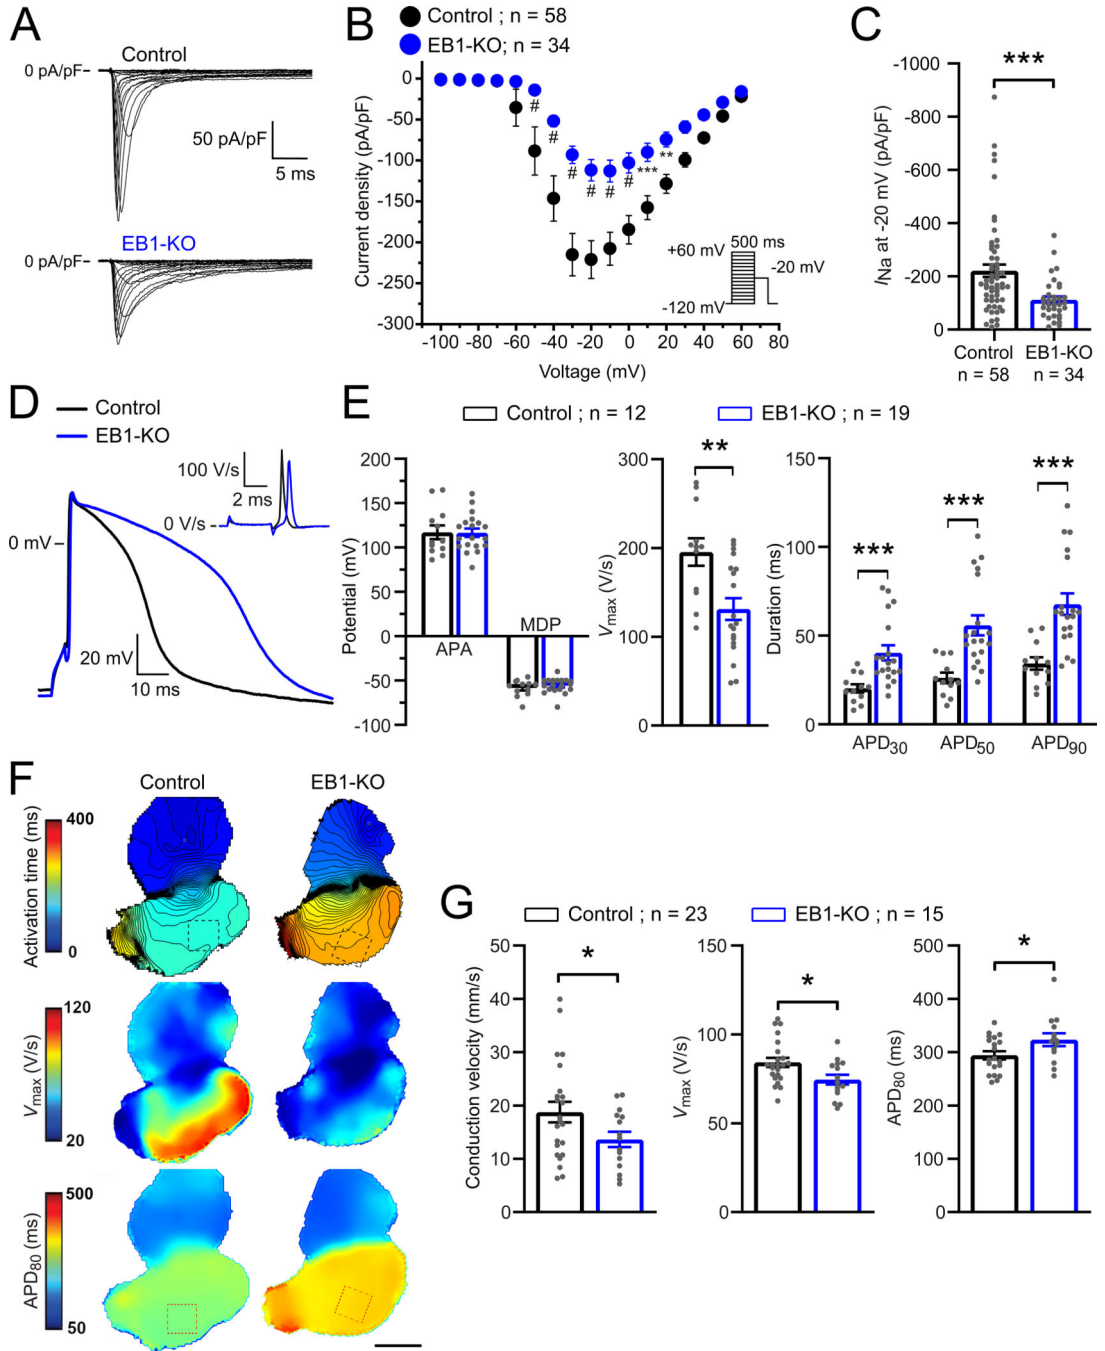 A
Control
0 pA/pF
50 pA/pF
5 ms
EB1-KO
0 pA/pF
B
Control ; n = 58
EB1-KO; n = 34
Current density (pA/pF)
0
-50
-100
-150
-200
-250
-300
-100 -80 -60 -40 -20 0 20 40 60 80
Voltage (mV)
# # # # # # *** **
+60 mV
500 ms
-20 mV
-120 mV
C
***
INa at -20 mV (pA/pF)
-1000
-800
-600
-400
-200
0
Control EB1-KO
n = 58 n = 34
D
Control
EB1-KO
100 V/s
2 ms
0 V/s
0 mV
20 mV
10 ms
E
Control ; n = 12
EB1-KO ; n = 19
Potential (mV)
200
150
100
50
0
-50
-100
APA
MDP
Vmax (V/s)
300
200
100
0
**
Duration (ms)
150
100
50
0
*** *** ***
APD30 APD50 APD90
F
Control EB1-KO
Activation time (ms)
400
0
Vmax (V/s)
120
20
APD80 (ms)
500
50
G
Control ; n = 23
EB1-KO ; n = 15
Conduction velocity (mm/s)
50
40
30
20
10
0
*
Vmax (V/s)
150
100
50
0
*
APD80 (ms)
500
400
300
200
100
0
*